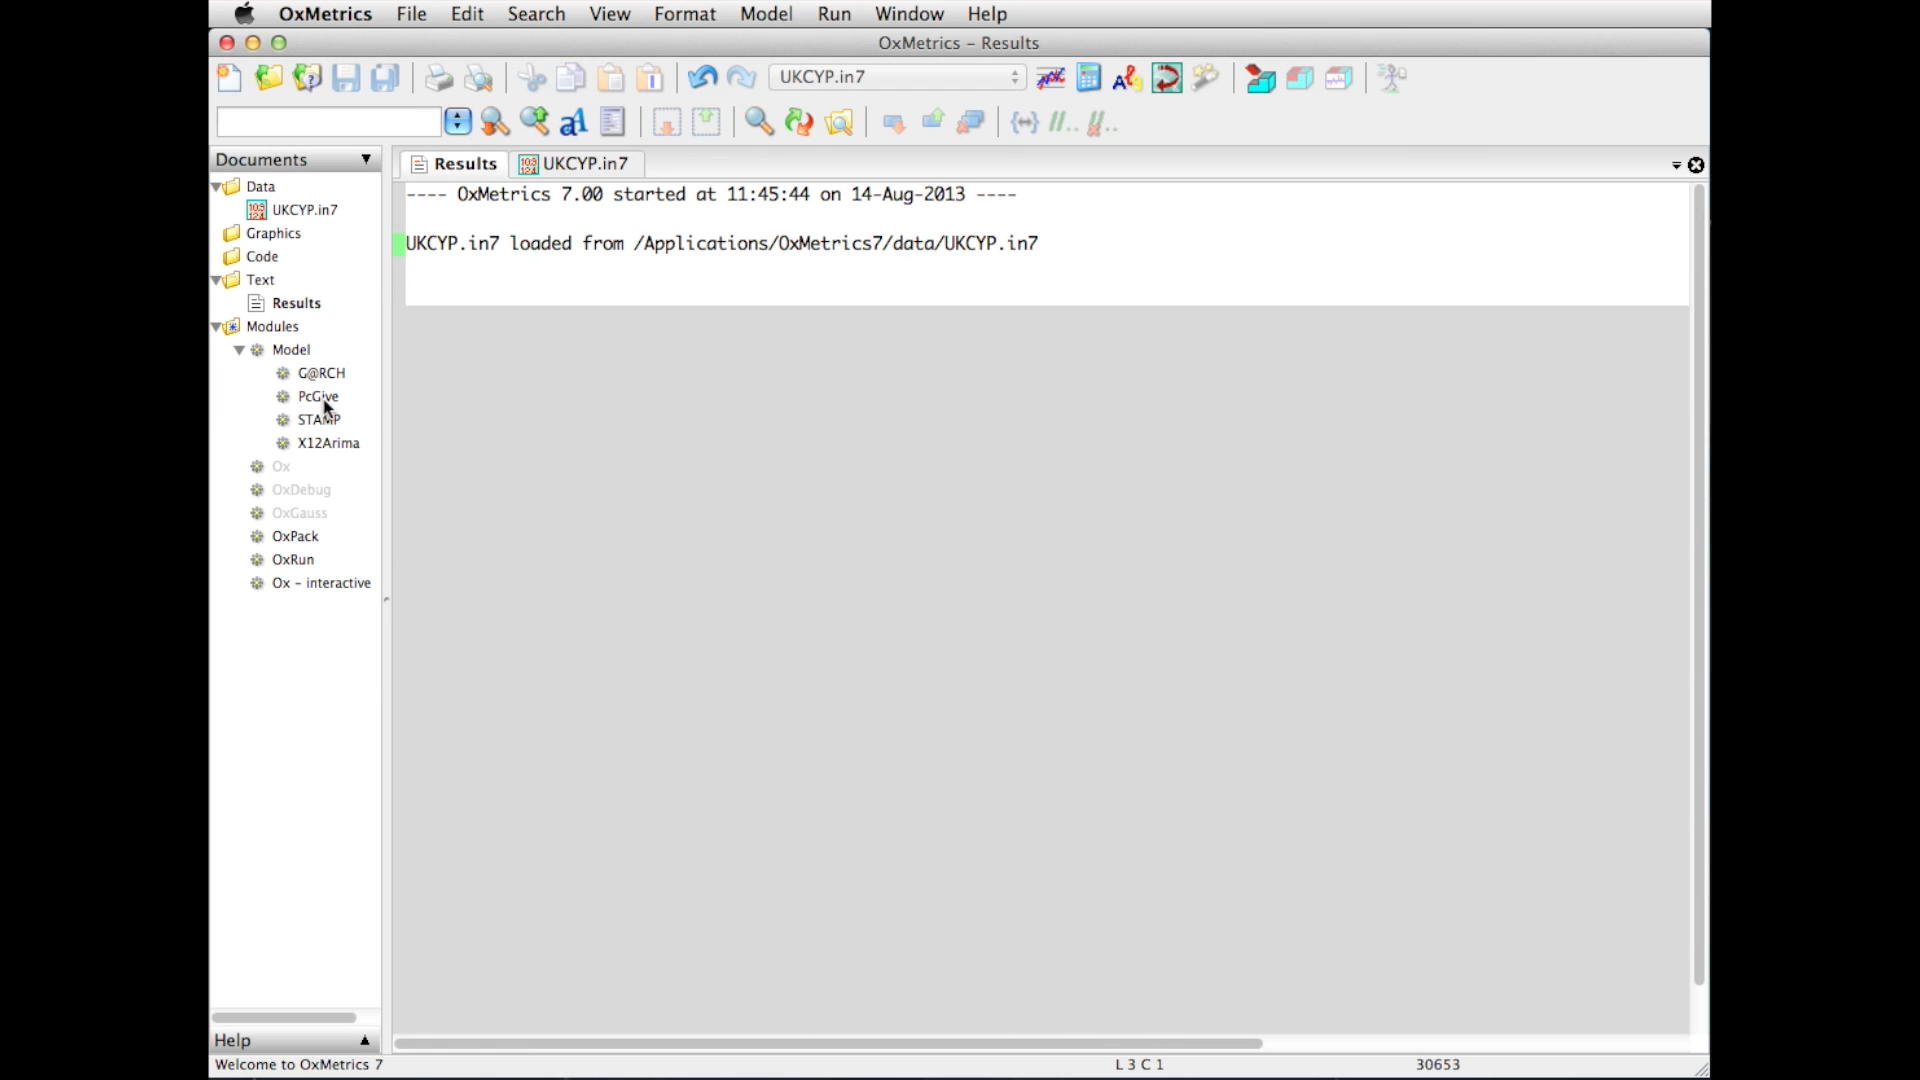 OxMetrics File Edit Search View Format Model Run Window Help
OxMetrics – Results
UKCYP.in7
Documents
Data
UKCYP.in7
Graphics
Code
Text
Results
Modules
Model
G@RCH
PcGive
STAMP
X12Arima
Ox
OxDebug
OxGauss
OxPack
OxRun
Ox – interactive
Help
Results UKCYP.in7
---- OxMetrics 7.00 started at 11:45:44 on 14-Aug-2013 ----
UKCYP.in7 loaded from /Applications/OxMetrics7/data/UKCYP.in7
Welcome to OxMetrics 7 L 3 C 1 30653